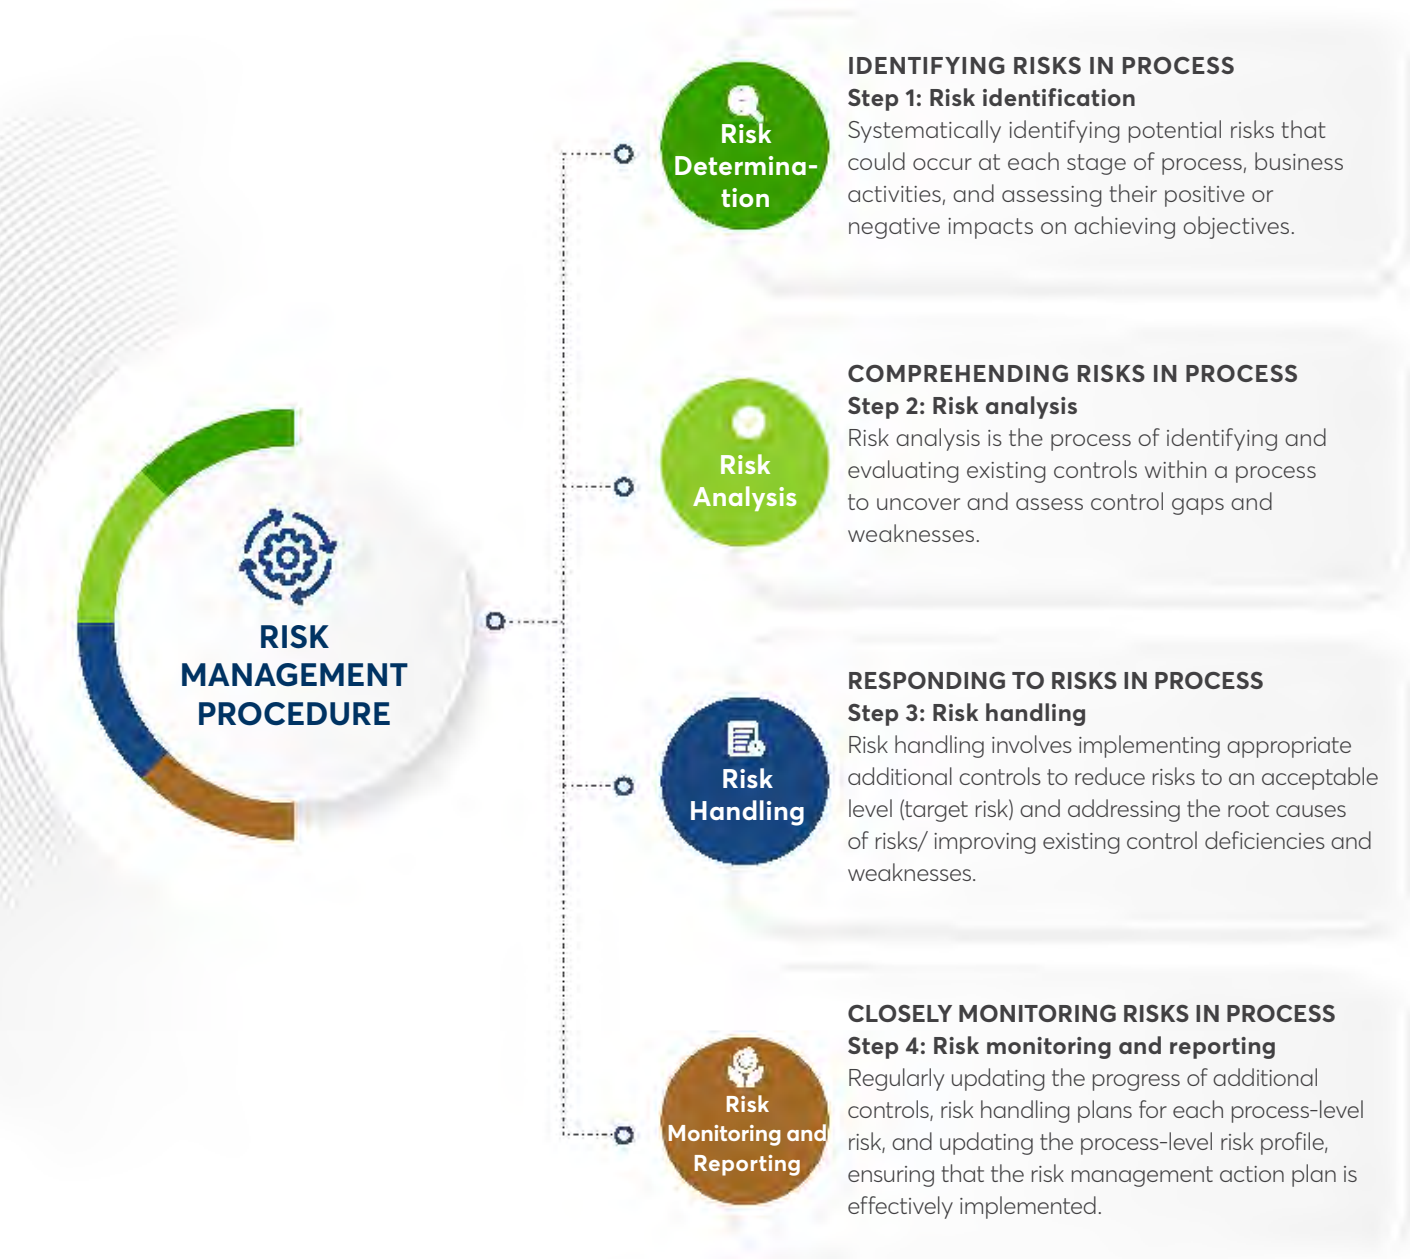 RISK
MANAGEMENT
PROCEDURE
Risk
Determina-
tion
IDENTIFYING RISKS IN PROCESS
Step 1: Risk identification
Systematically identifying potential risks that
could occur at each stage of process, business
activities, and assessing their positive or
negative impacts on achieving objectives.
Risk
Analysis
COMPREHENDING RISKS IN PROCESS
Step 2: Risk analysis
Risk analysis is the process of identifying and
evaluating existing controls within a process
to uncover and assess control gaps and
weaknesses.
Risk
Handling
RESPONDING TO RISKS IN PROCESS
Step 3: Risk handling
Risk handling involves implementing appropriate
additional controls to reduce risks to an acceptable
level (target risk) and addressing the root causes
of risks/ improving existing control deficiencies and
weaknesses.
Risk
Monitoring and
Reporting
CLOSELY MONITORING RISKS IN PROCESS
Step 4: Risk monitoring and reporting
Regularly updating the progress of additional
controls, risk handling plans for each process-level
risk, and updating the process-level risk profile,
ensuring that the risk management action plan is
effectively implemented.